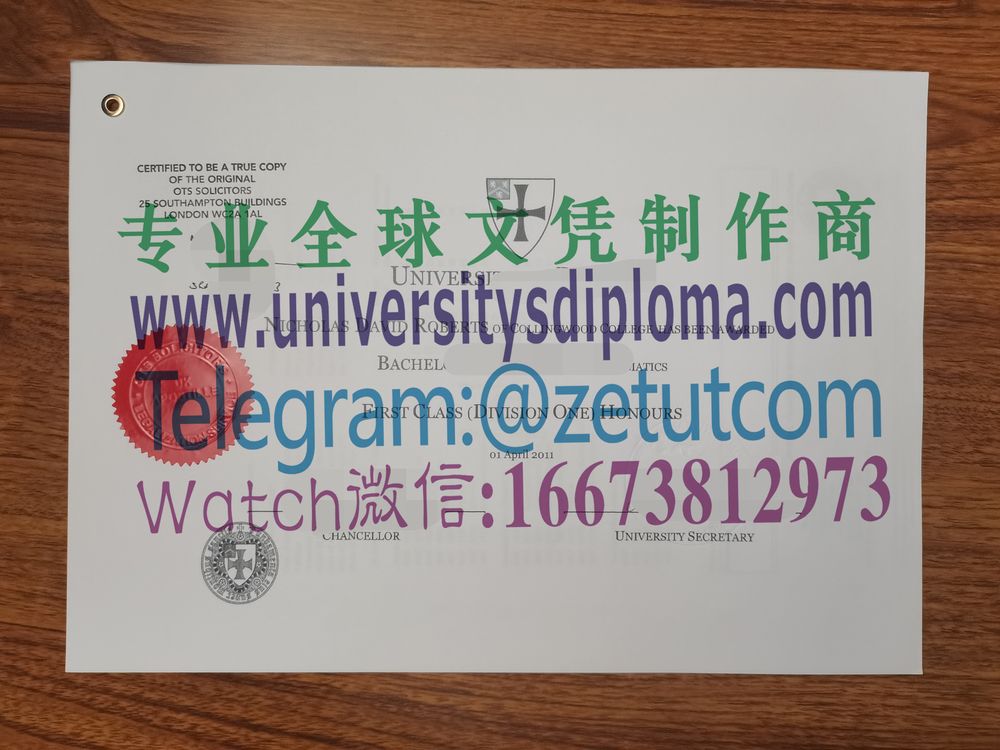 CERTIFIED TO BE A TRUE COPY
OF THE ORIGINAL
OTS SOLICITORS
25 SOUTHAMPTON BUILDINGS
LONDON WC2A 1AL
专业全球文凭制作商
UNIVERSI
www.universitysdiploma.com
NICHOLAS DAVID ROBERTS OF COLLINGWOOD COLLEGE HAS BEEN AWARDED
BACHEL
Telegram:@zetutcom
FIRST CLASS (DIVISION ONE) HONOURS
01 April 2011
Watch微信:16673812973
CHANCELLOR UNIVERSITY SECRETARY